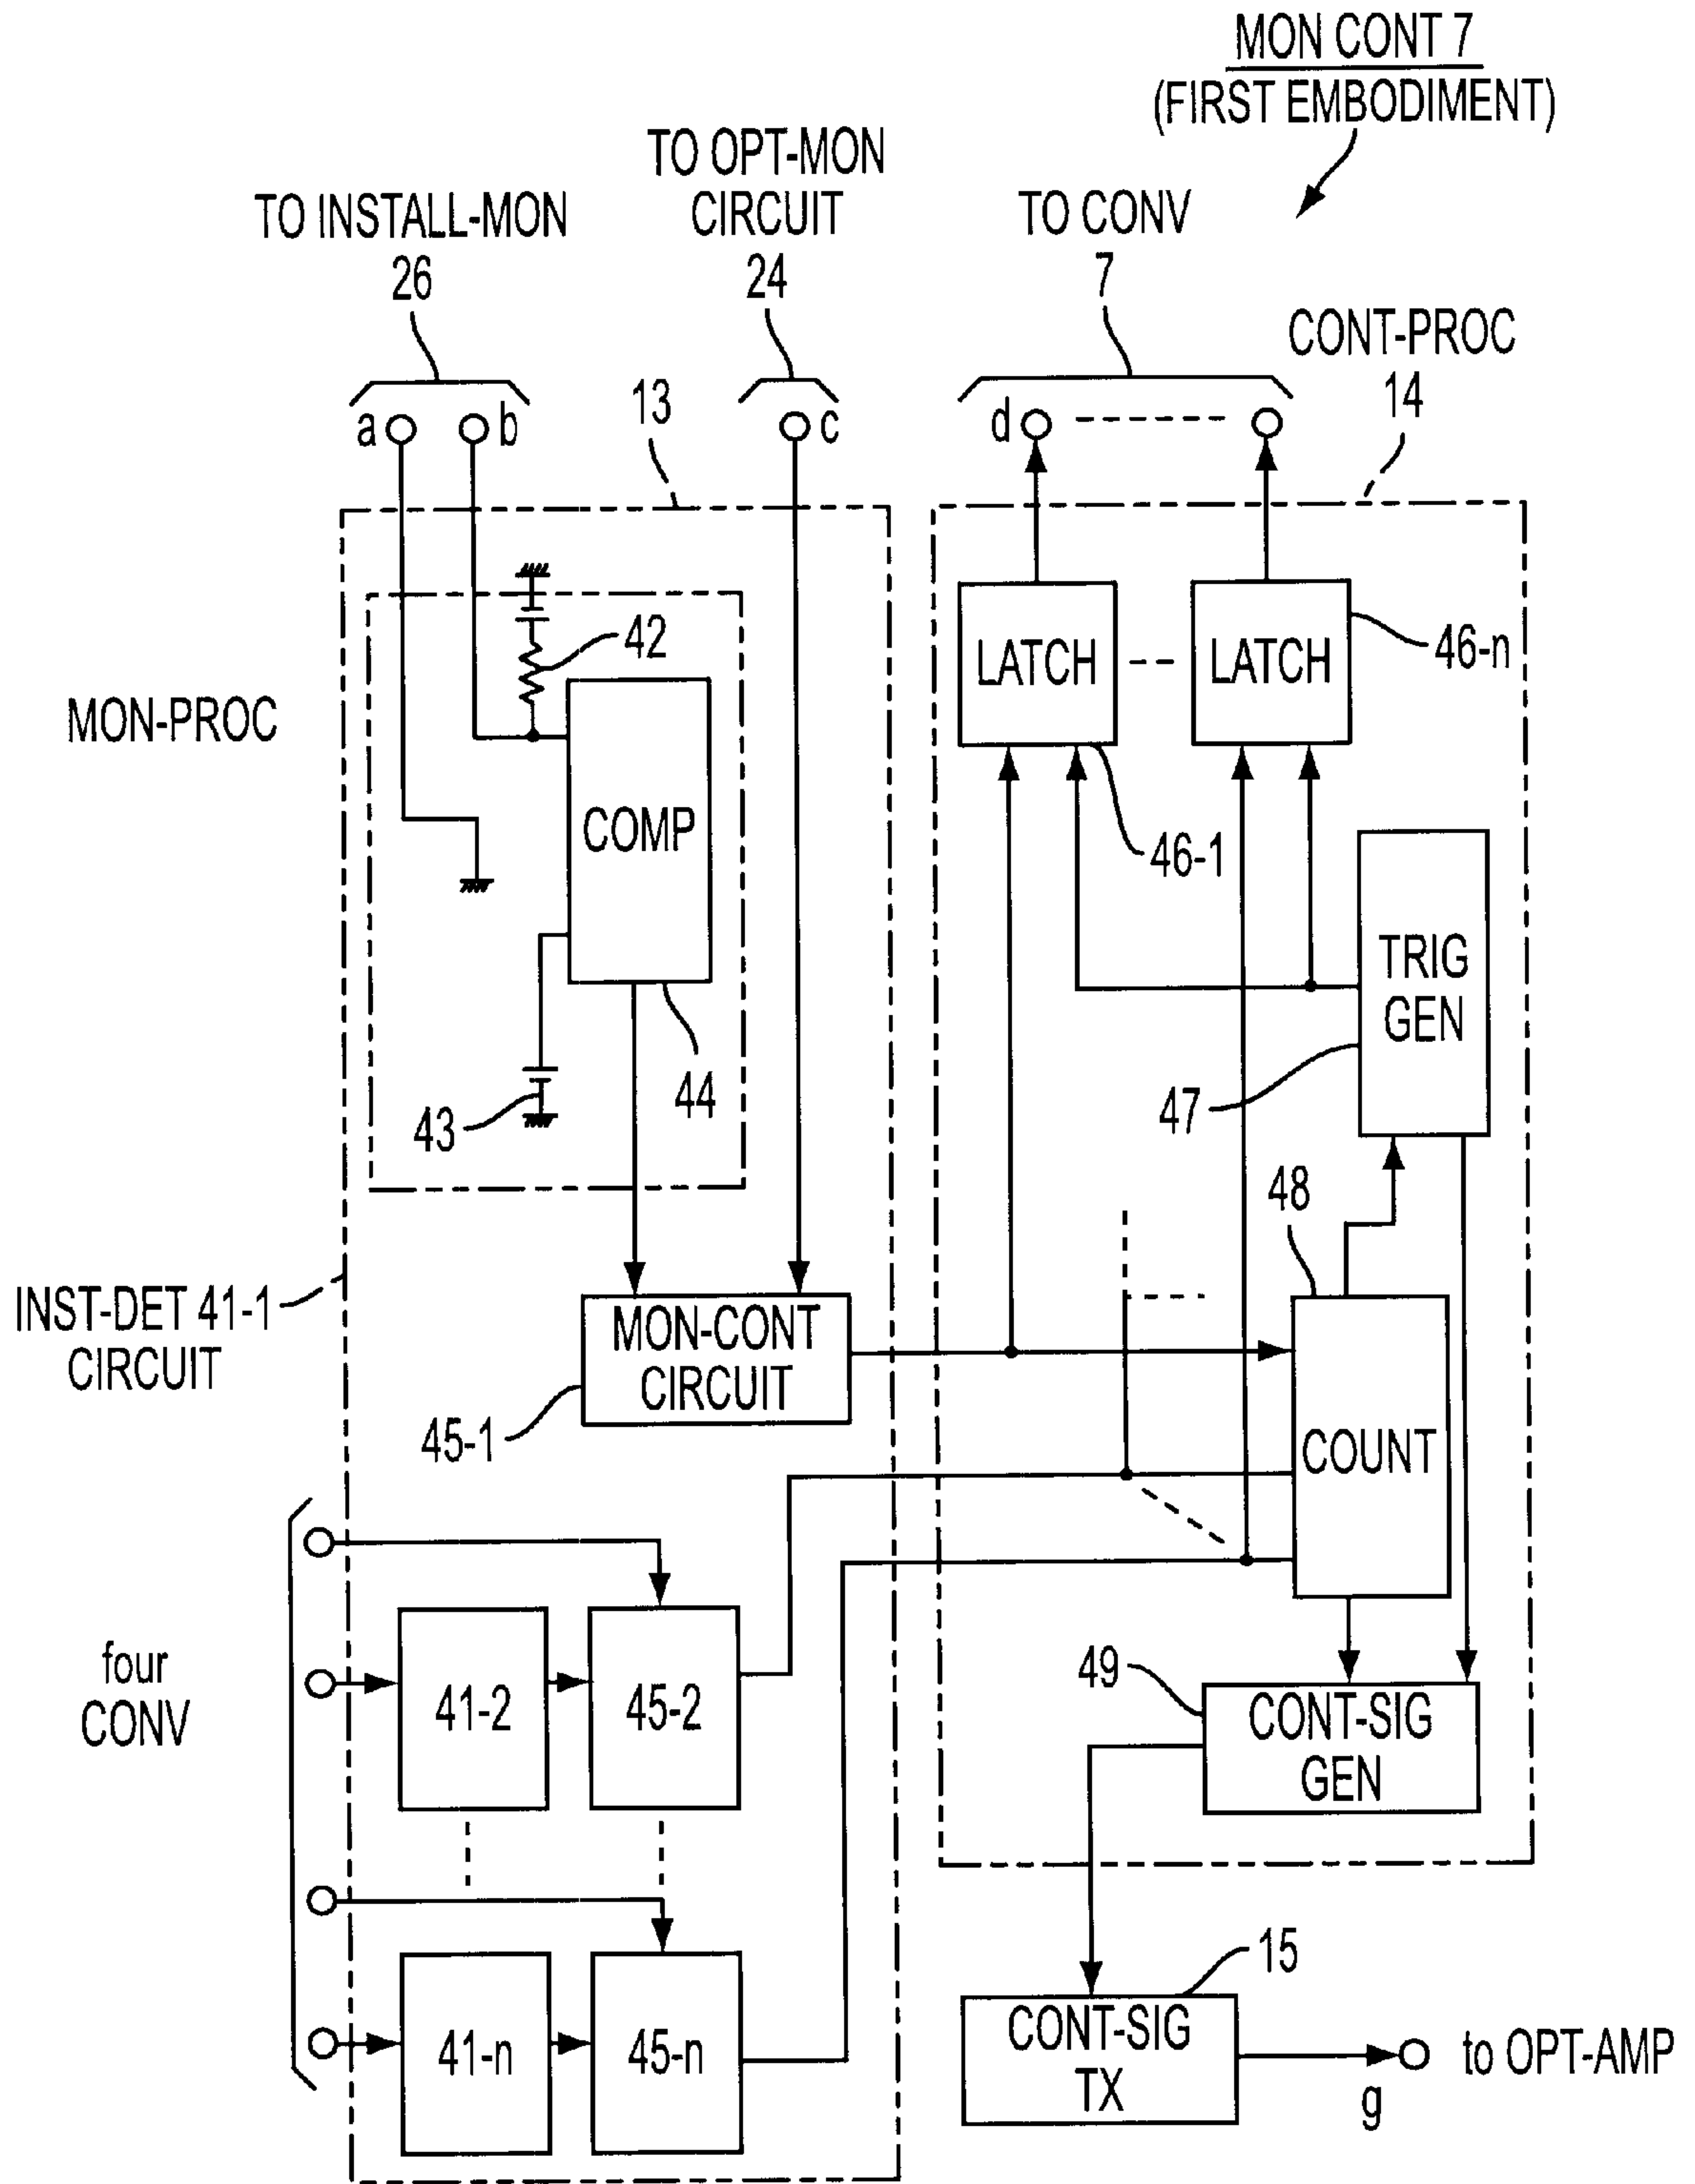 MON CONT 7
(FIRST EMBODIMENT)
TO INSTALL-MON
26
TO OPT-MON
CIRCUIT
24
TO CONV
7
CONT-PROC
14
a
b
13
c
d
MON-PROC
42
COMP
43
44
LATCH
LATCH
46-n
46-1
TRIG
GEN
47
48
INST-DET 41-1
CIRCUIT
MON-CONT
CIRCUIT
45-1
COUNT
four
CONV
41-2
45-2
49
CONT-SIG
GEN
41-n
45-n
15
CONT-SIG
TX
g
to OPT-AMP